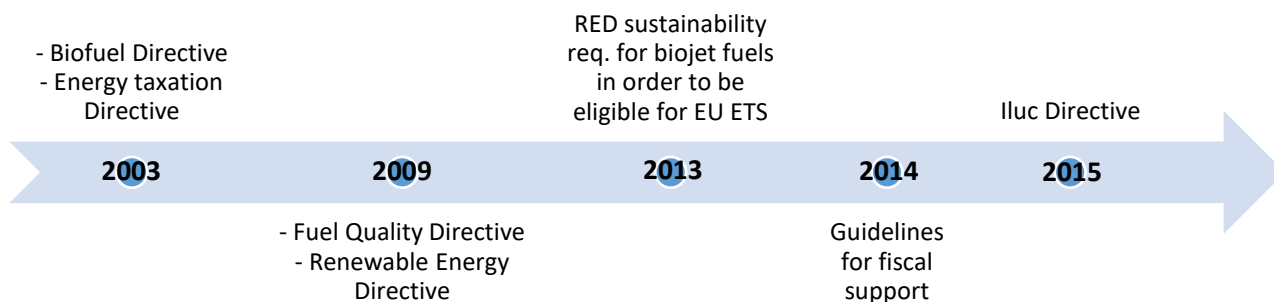 - Biofuel Directive
- Energy taxation
Directive
2003
2009
- Fuel Quality Directive
- Renewable Energy
Directive
RED sustainability
req. for biojet fuels
in order to be
eligible for EU ETS
2013
2014
Guidelines
for fiscal
support
Iluc Directive
2015